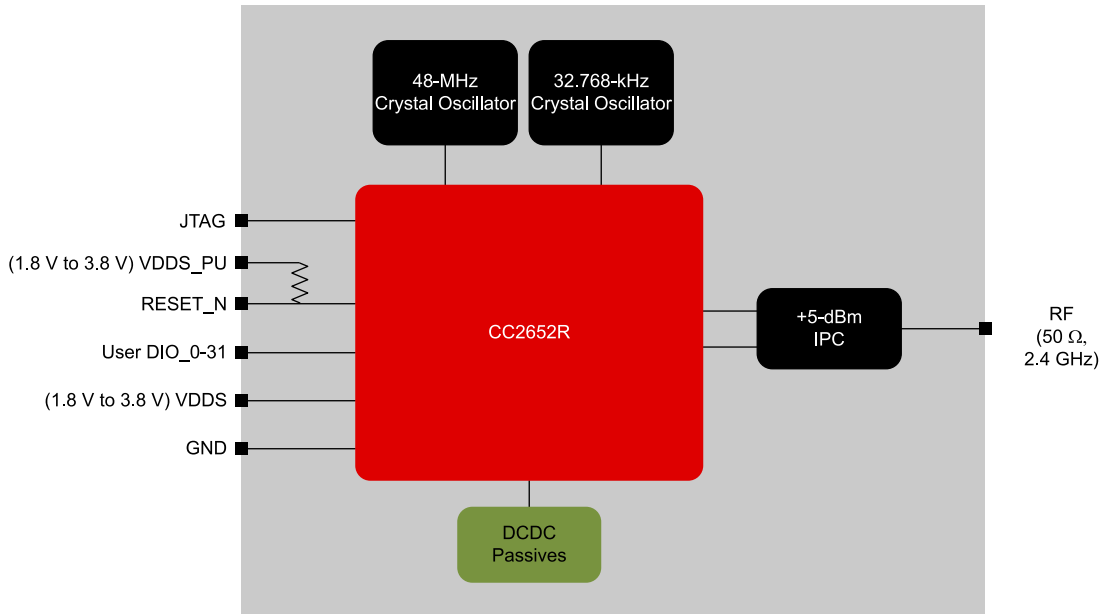 48-MHz
Crystal Oscillator
32.768-kHz
Crystal Oscillator
JTAG
(1.8 V to 3.8 V) VDDS_PU
RESET_N
User DIO_0-31
(1.8 V to 3.8 V) VDDS
GND
CC2652R
+5-dBm
IPC
RF
(50 Ω,
2.4 GHz)
DCDC
Passives